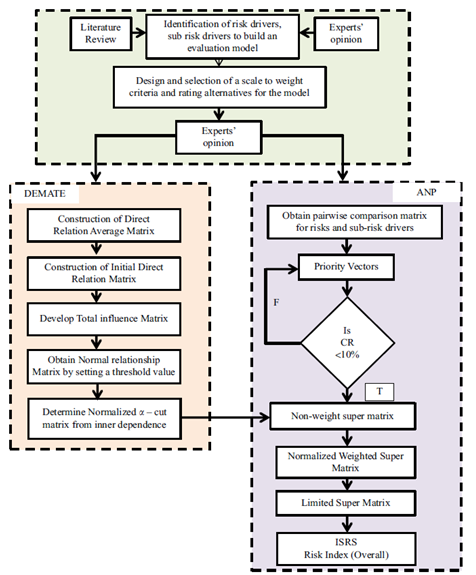 Literature
Review
Identification of risk drivers,
sub risk drivers to build an
evaluation model
Experts'
opinion
Design and selection of a scale to weight
criteria and rating alternatives for the model
Experts'
opinion
DEMATE
Construction of Direct
Relation Average Matrix
Construction of Initial Direct
Relation Matrix
Develop Total influence Matrix
Obtain Normal relationship
Matrix by setting a threshold value
Determine Normalized α – cut
matrix from inner dependence
ANP
Obtain pairwise comparison matrix
for risks and sub-risk drivers
Priority Vectors
F
Is
CR
<10%
T
Non-weight super matrix
Normalized Weighted Super
Matrix
Limited Super Matrix
ISRS
Risk Index (Overall)